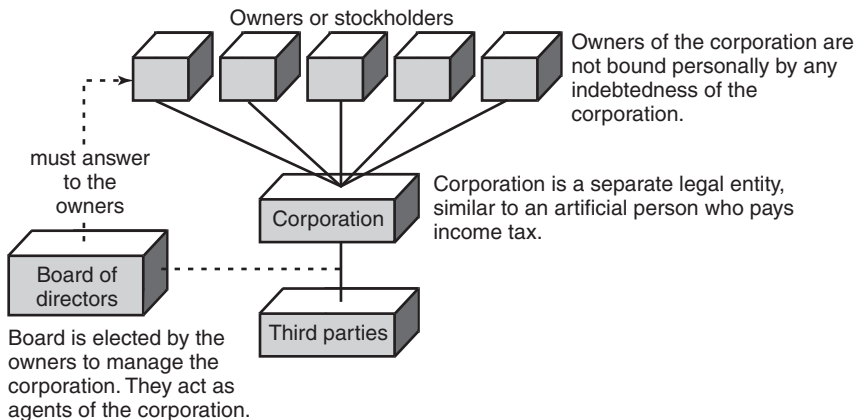 Owners or stockholders
Owners of the corporation are
not bound personally by any
indebtedness of the
corporation.
must answer
to the
owners
Corporation
Corporation is a separate legal entity,
similar to an artificial person who pays
income tax.
Board of
directors
Third parties
Board is elected by the
owners to manage the
corporation. They act as
agents of the corporation.